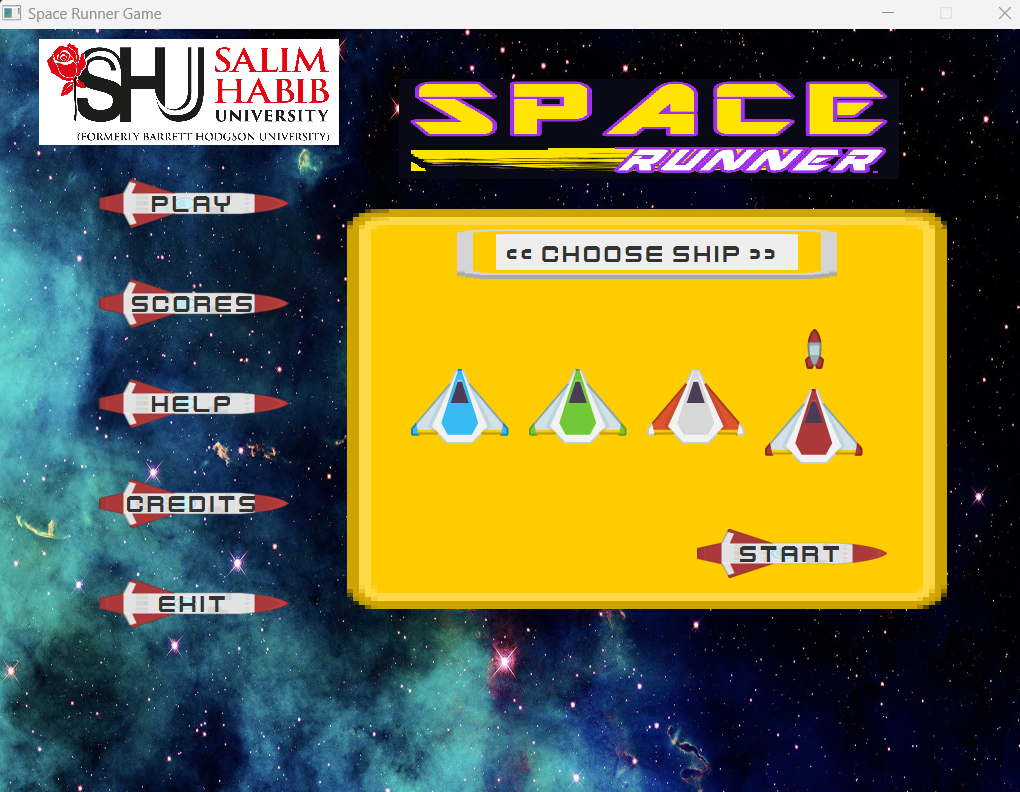 Space Runner Game
SHU
SALIM
HABIB
UNIVERSITY
(FORMERLY BARRETT HODGSON UNIVERSITY)
SPACE
RUNNER
PLAY
SCORES
HELP
CREDITS
EXIT
<< CHOOSE SHIP >>
START